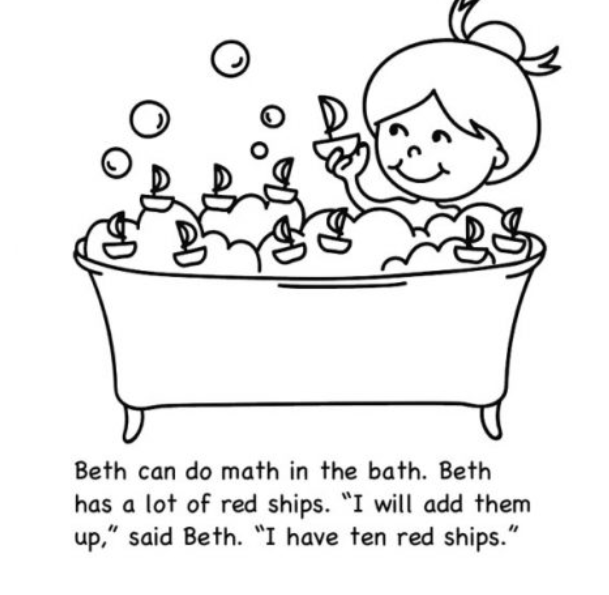 Beth can do math in the bath. Beth
has a lot of red ships. “I will add them
up,” said Beth. “I have ten red ships.”